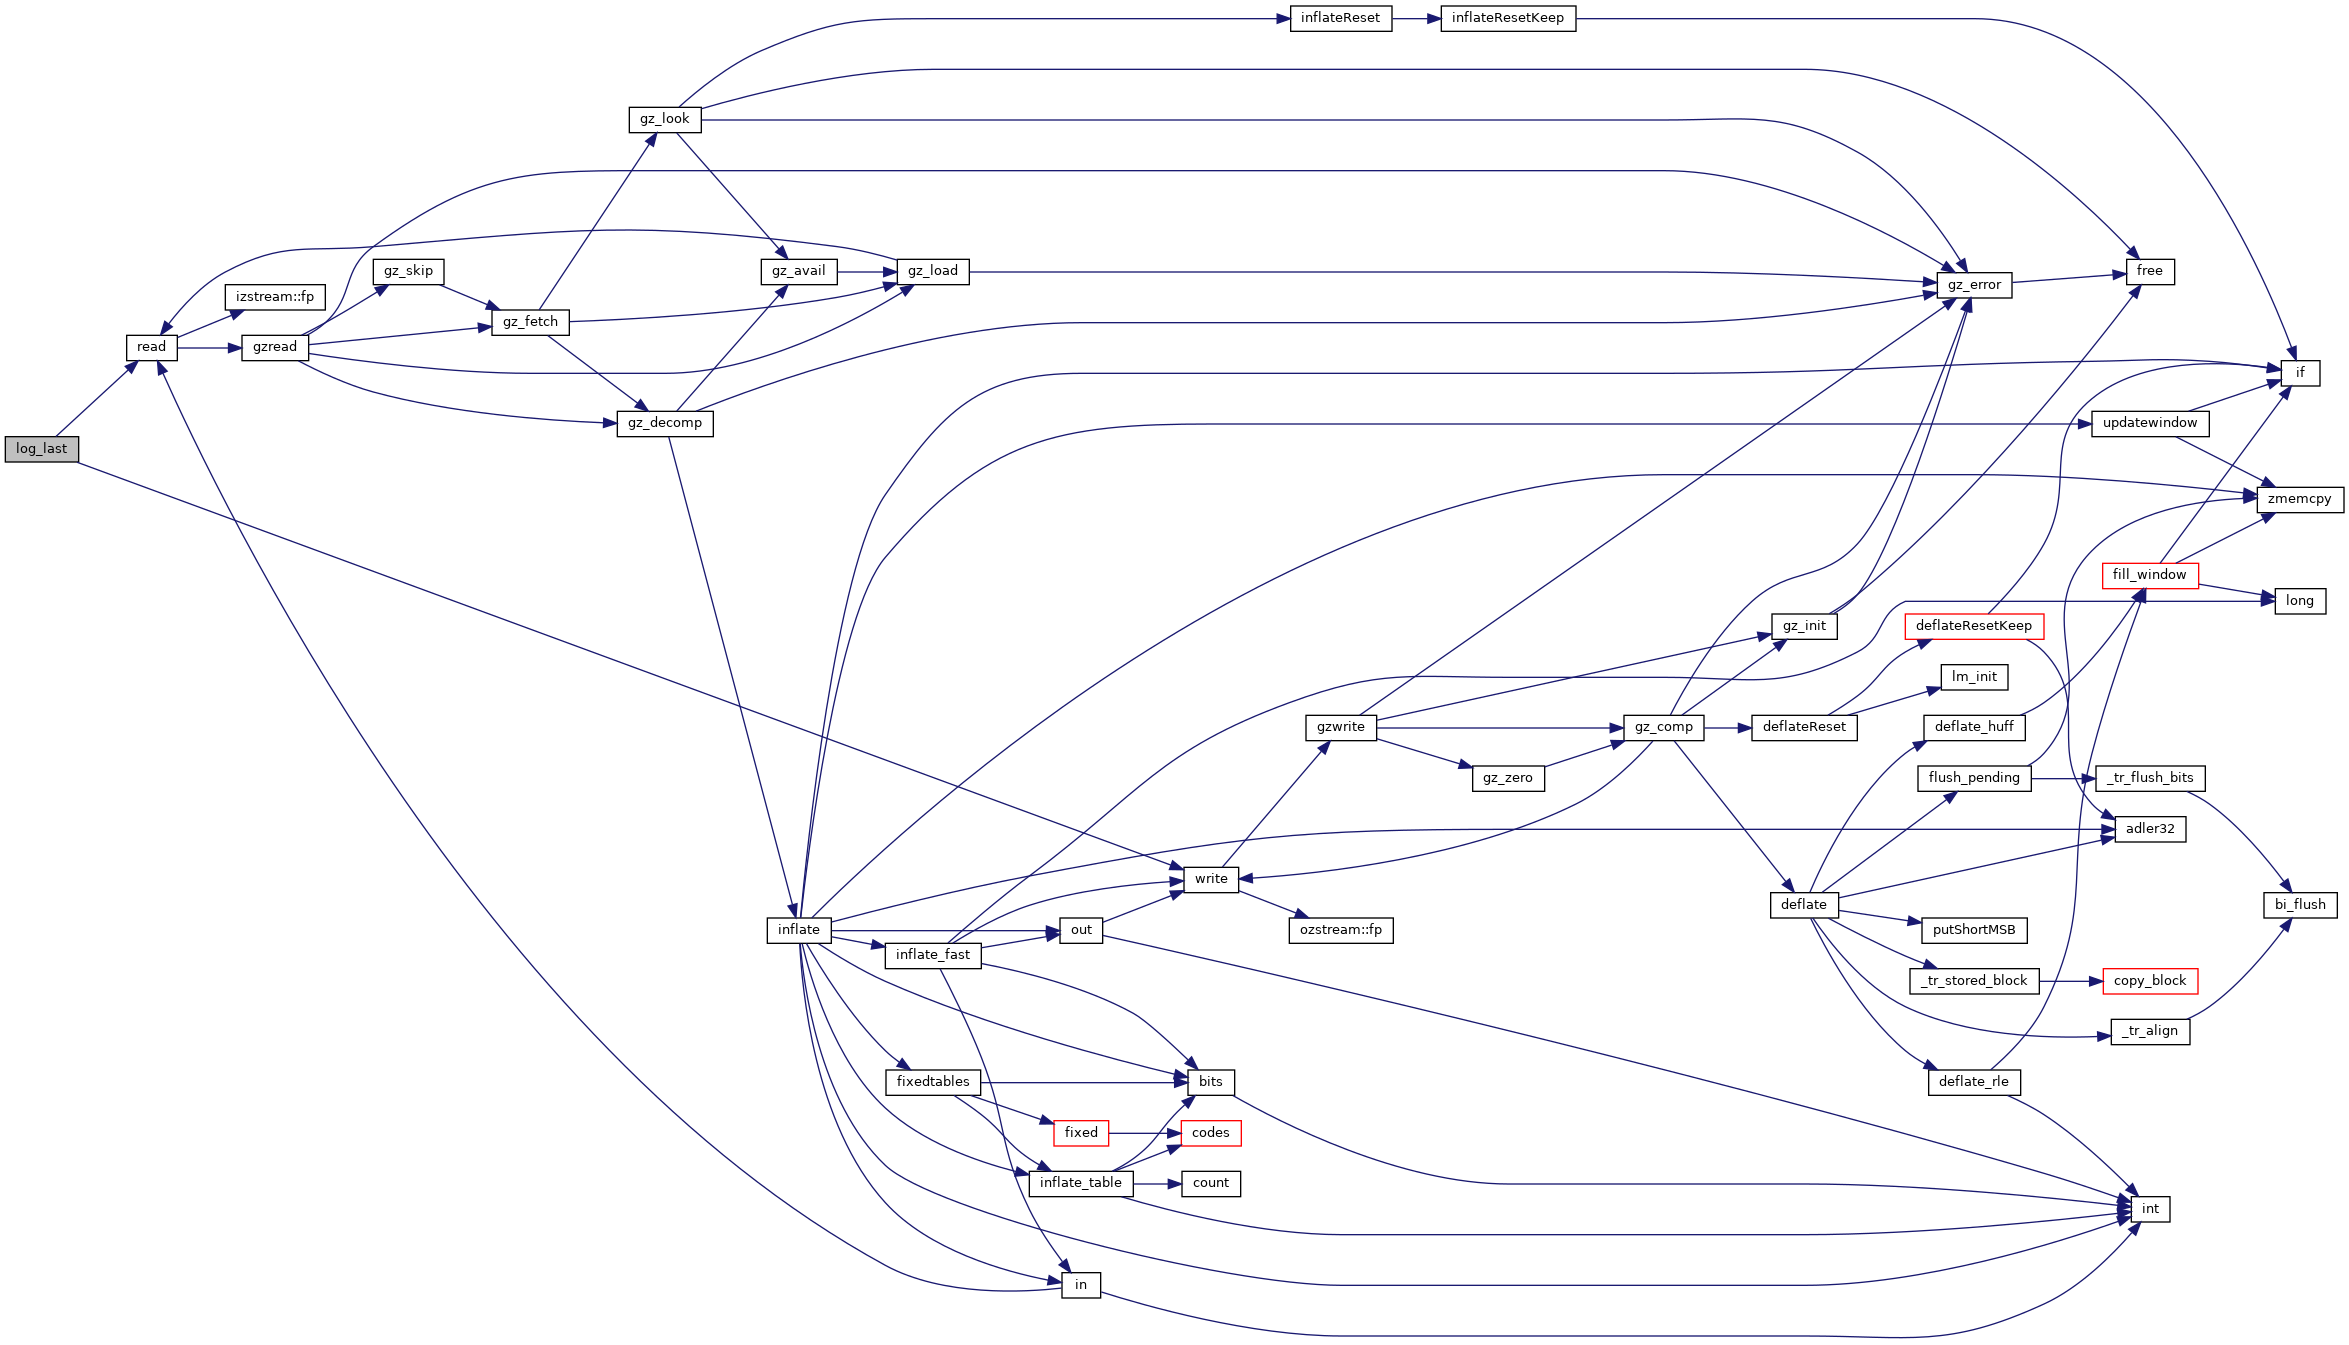 inflateReset
inflateResetKeep
gz_look
gz_skip
gz_avail
gz_load
free
gz_error
izstream::fp
gz_fetch
read
gzread
if
gz_decomp
updatewindow
log_last
zmemcpy
fill_window
long
gz_init
deflateResetKeep
lm_init
gzwrite
gz_comp
deflateReset
deflate_huff
gz_zero
flush_pending
_tr_flush_bits
adler32
write
deflate
bi_flush
inflate
out
ozstream::fp
putShortMSB
inflate_fast
_tr_stored_block
copy_block
_tr_align
fixedtables
bits
deflate_rle
fixed
codes
inflate_table
count
int
in